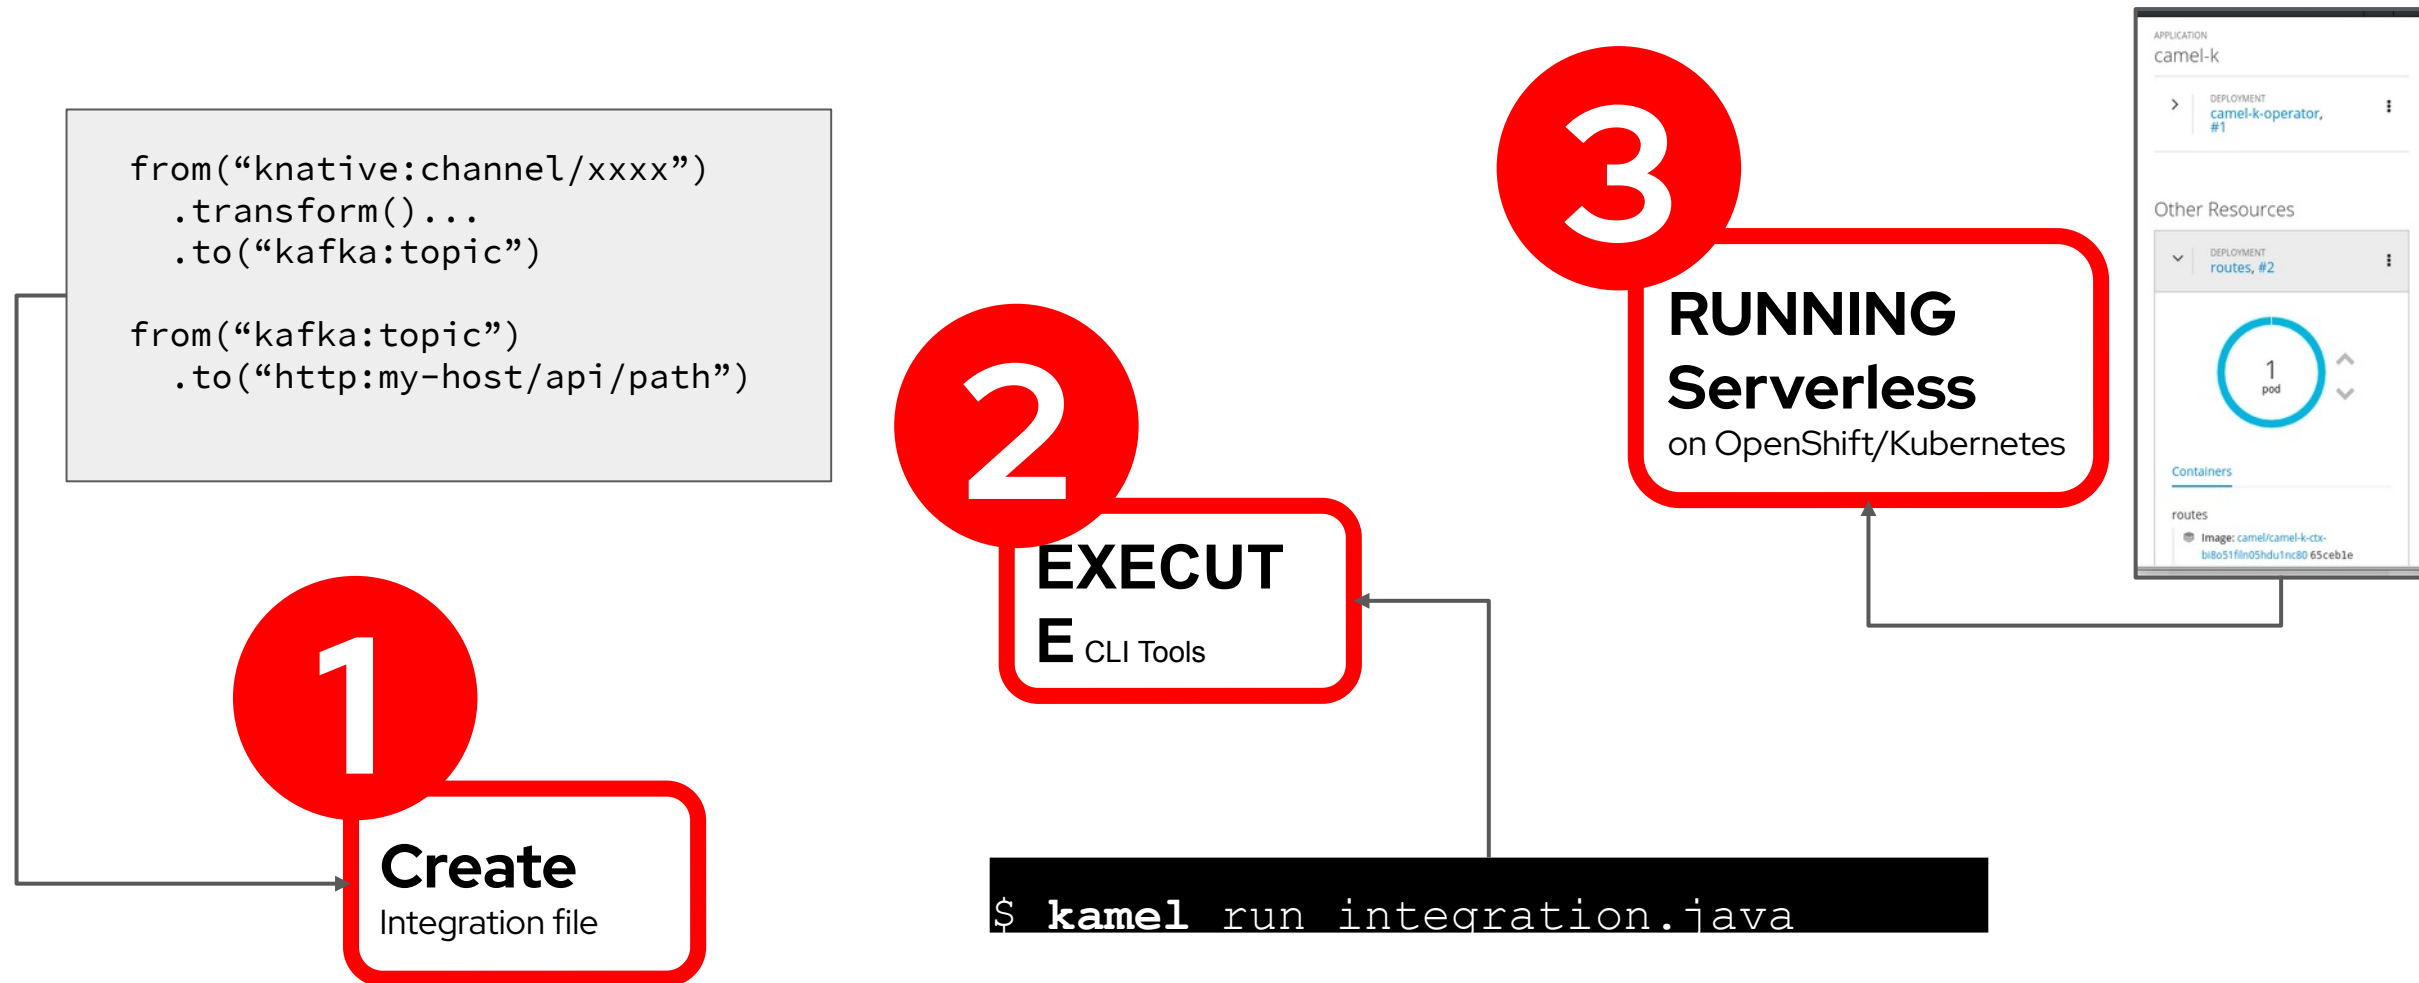 from(“knative:channel/xxxx”)
.transform()...
.to(“kafka:topic”)
from(“kafka:topic”)
.to(“http:my-host/api/path”)
1
Create
Integration file
2
EXECUT
E CLI Tools
$ kamel run integration.java
3
RUNNING
Serverless
on OpenShift/Kubernetes
APPLICATION
camel-k
DEPLOYMENT
camel-k-operator,
#1
Other Resources
DEPLOYMENT
routes, #2
1
pod
Containers
routes
Image: camel/camel-k-ctx-
bi8o51filn05hdu1nc80 65ceb1e